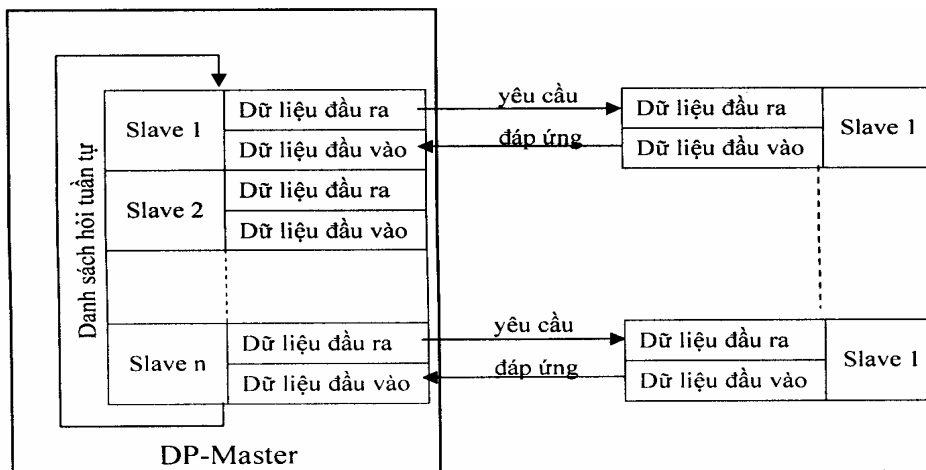 Danh sách hỏi tuần tự
Slave 1
Dữ liệu đầu ra
Dữ liệu đầu vào
yêu cầu
đáp ứng
Dữ liệu đầu ra
Dữ liệu đầu vào
Slave 1
Slave 2
Dữ liệu đầu ra
Dữ liệu đầu vào
Slave n
Dữ liệu đầu ra
Dữ liệu đầu vào
yêu cầu
đáp ứng
Dữ liệu đầu ra
Dữ liệu đầu vào
Slave 1
DP-Master